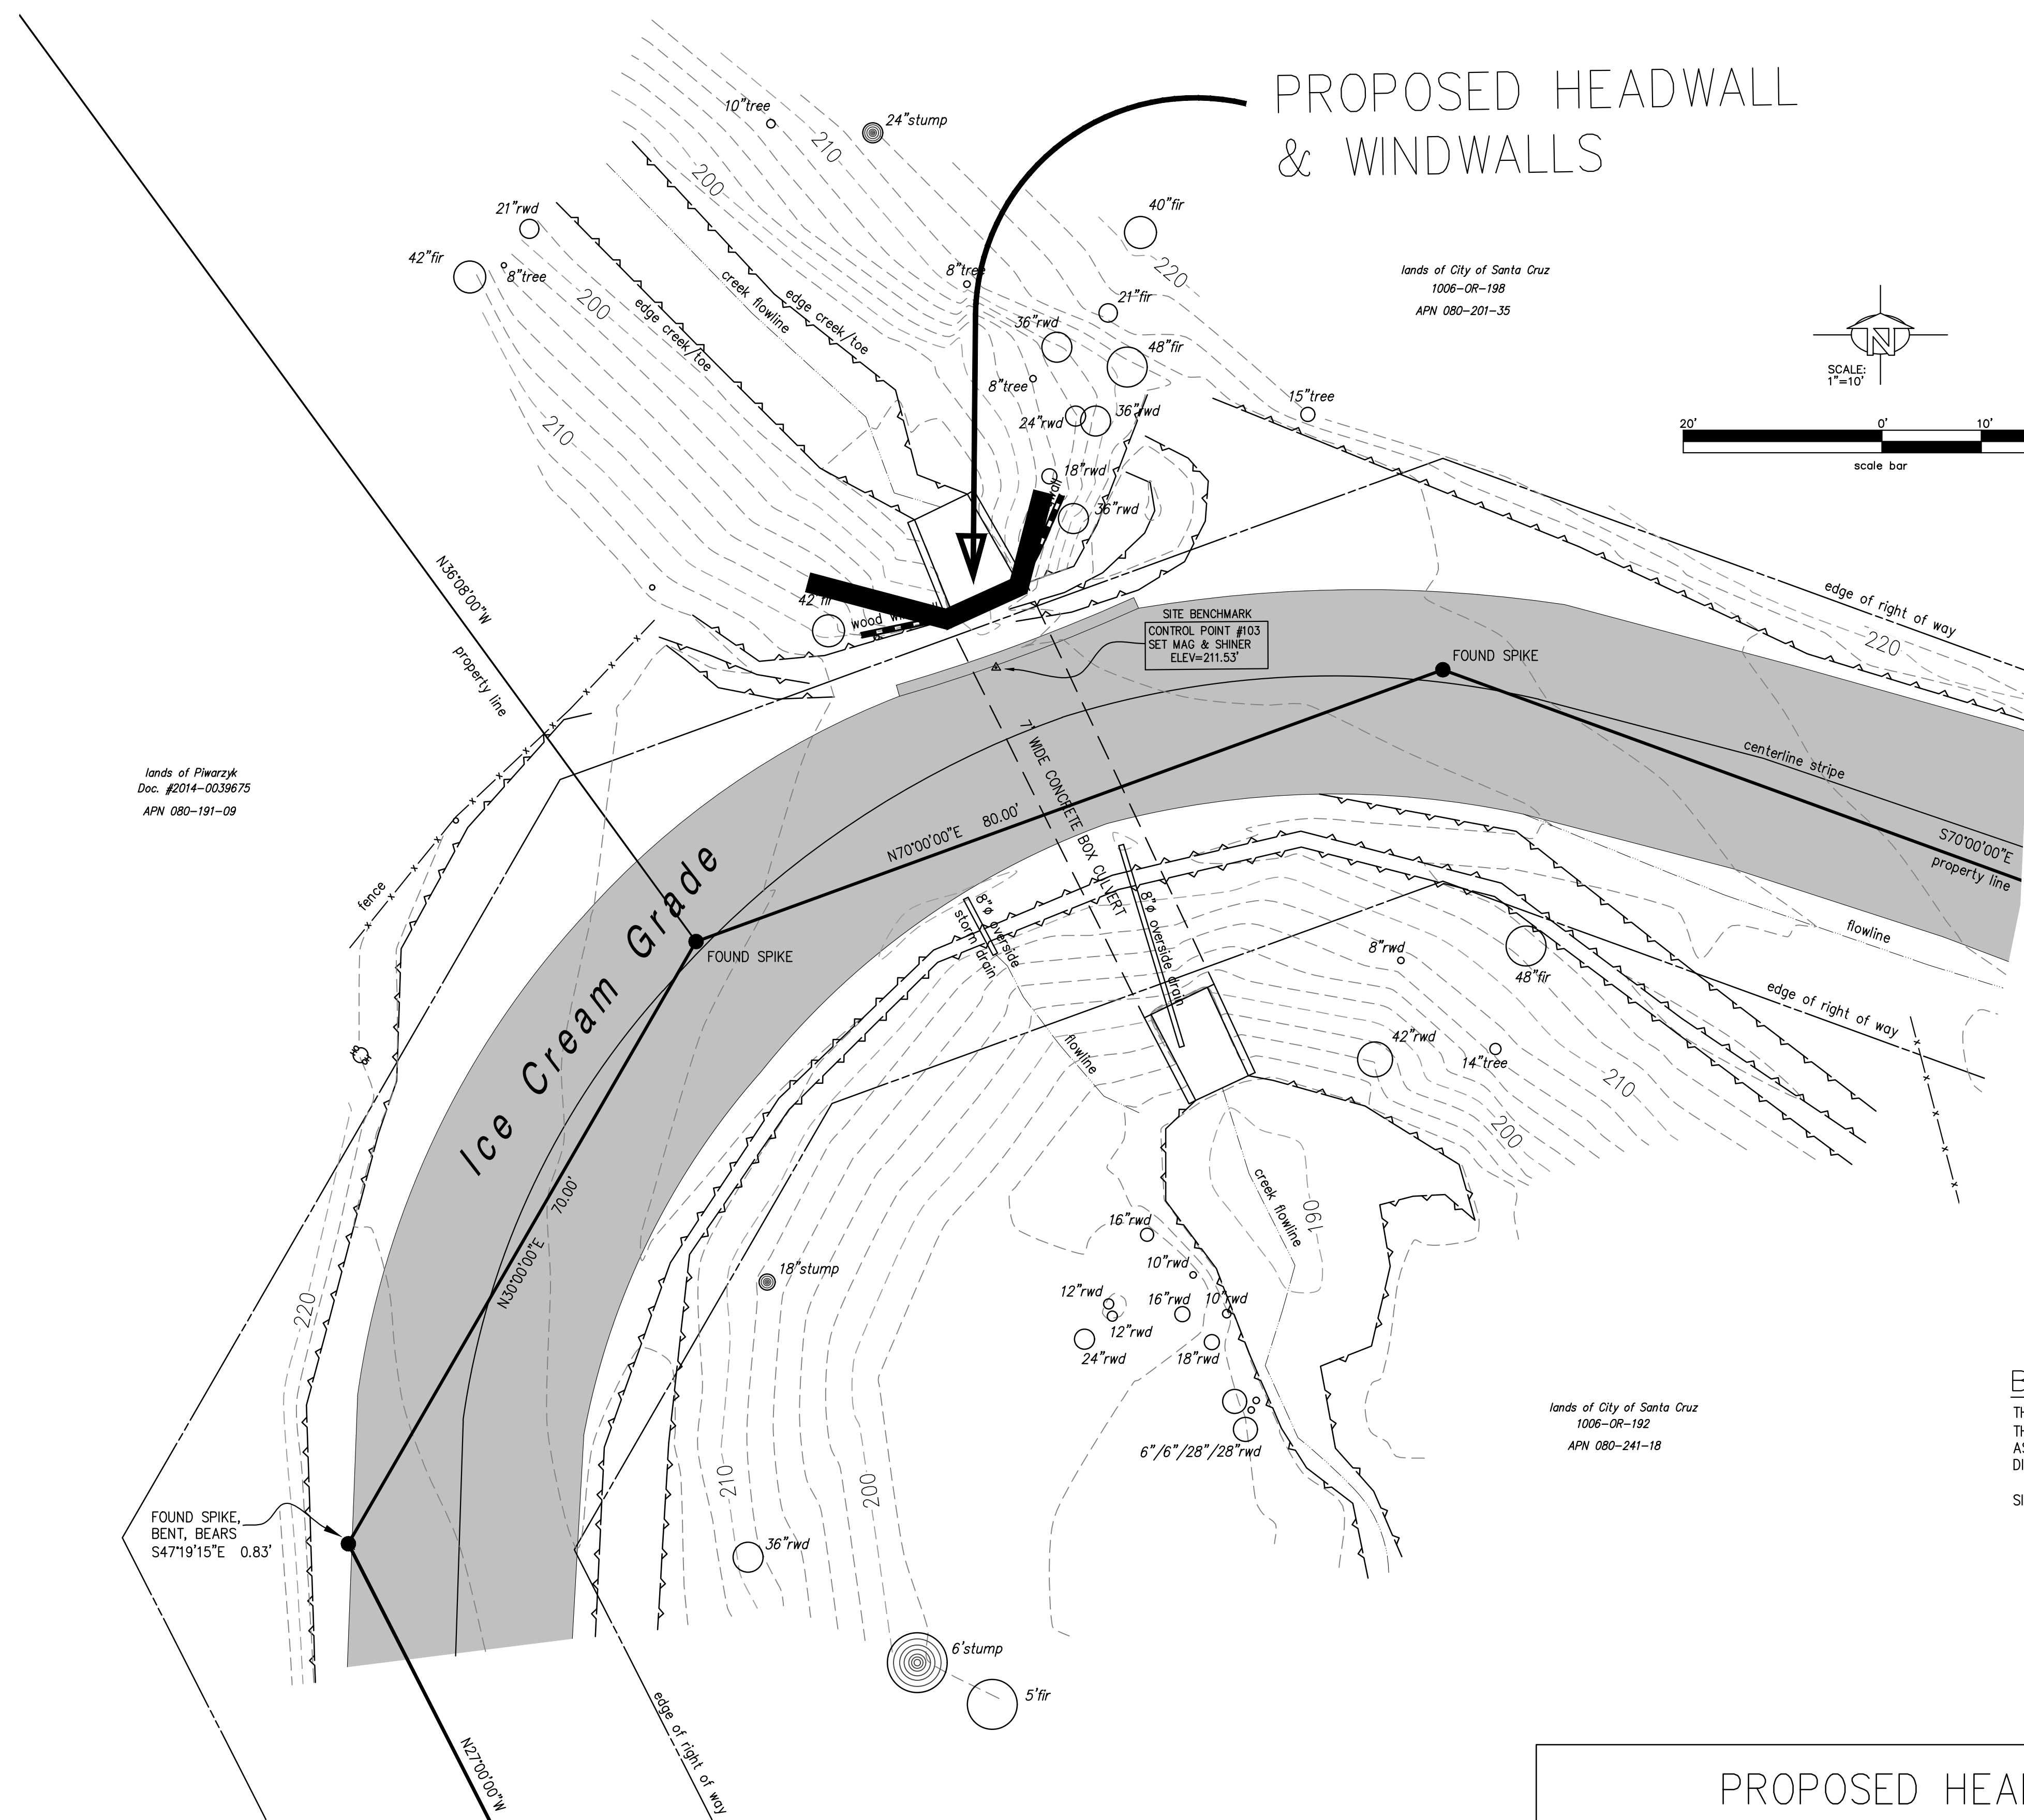 PROPOSED HEADWALL
& WINDWALLS
10"tree
24"stump
210
200
21"rwd
42"fir
8"tree
200
edge creek/toe
creek flowline
edge creek/toe
210
8"tree
40"fir
220
21"fir
36"rwd
48"fir
8"tree
24"rwd
36"rwd
18"rwd
36"rwd
15"tree
lands of City of Santa Cruz
1006-OR-198
APN 080-201-35
N
SCALE:
1"=10'
20'
0'
10'
scale bar
N36°08'00"W
property line
42"fir
wood
SITE BENCHMARK
CONTROL POINT #103
SET MAG & SHINER
ELEV=211.53'
FOUND SPIKE
edge of right of way
220
centerline stripe
S70°00'00"E
property line
lands of Piwarzyk
Doc. #2014-0039675
APN 080-191-09
fence
7' WIDE CONCRETE BOX CULVERT
N70°00'00"E 80.00'
8"ø overside
storm drain
8"ø overside drain
FOUND SPIKE
Ice Cream Grade
flowline
8"rwd
48"fir
flowline
edge of right of way
42"rwd
14"tree
210
200
creek flowline
190
70.00'
N30°00'00"E
220
18"stump
16"rwd
10"rwd
12"rwd
16"rwd
10"rwd
12"rwd
24"rwd
18"rwd
6"/6"/28"/28"rwd
lands of City of Santa Cruz
1006-OR-192
APN 080-241-18
210
200
FOUND SPIKE,
BENT, BEARS
S47°19'15"E 0.83'
36"rwd
6'stump
5'fir
edge of right of way
N27°00'00"W
PROPOSED HEA